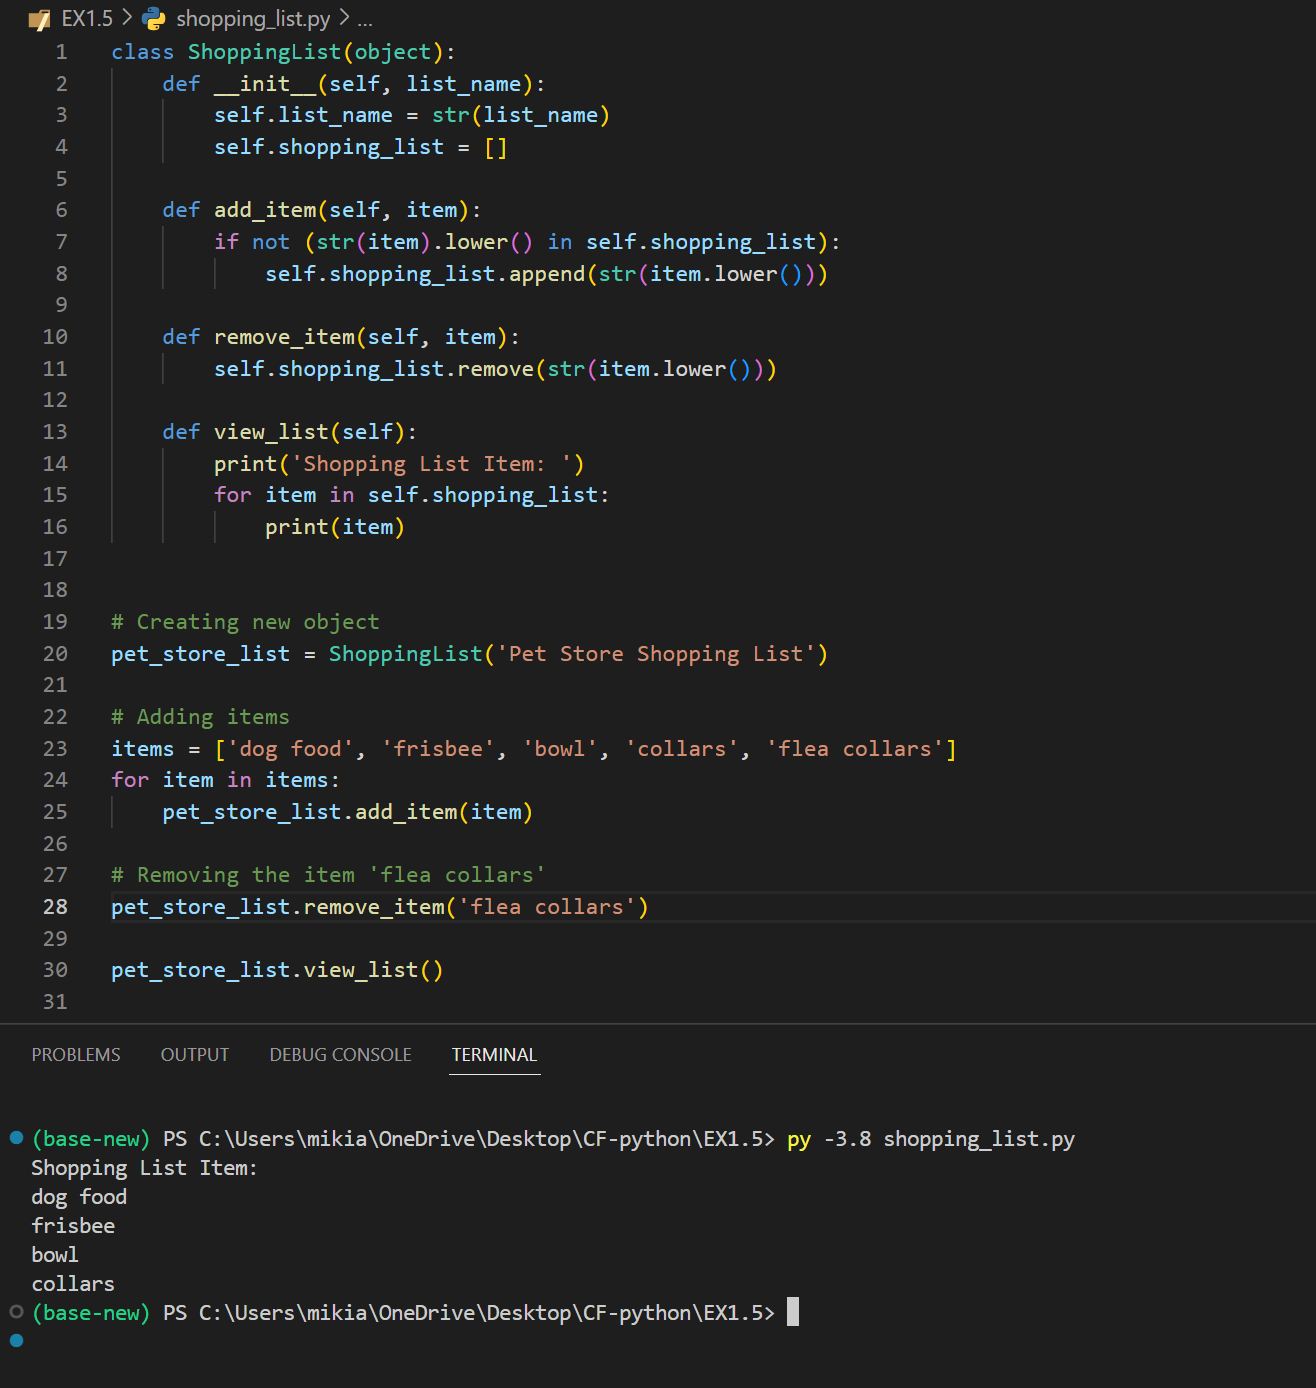 EX1.5 > shopping_list.py > ...
1 class ShoppingList(object):
2     def __init__(self, list_name):
3         self.list_name = str(list_name)
4         self.shopping_list = []
5
6     def add_item(self, item):
7         if not (str(item).lower() in self.shopping_list):
8             self.shopping_list.append(str(item.lower()))
9
10     def remove_item(self, item):
11         self.shopping_list.remove(str(item.lower()))
12
13     def view_list(self):
14         print('Shopping List Item: ')
15         for item in self.shopping_list:
16             print(item)
17
18
19 # Creating new object
20 pet_store_list = ShoppingList('Pet Store Shopping List')
21
22 # Adding items
23 items = ['dog food', 'frisbee', 'bowl', 'collars', 'flea collars']
24 for item in items:
25     pet_store_list.add_item(item)
26
27 # Removing the item 'flea collars'
28 pet_store_list.remove_item('flea collars')
29
30 pet_store_list.view_list()
31
PROBLEMS OUTPUT DEBUG CONSOLE TERMINAL
(base-new) PS C:\Users\mikia\OneDrive\Desktop\CF-python\EX1.5> py -3.8 shopping_list.py
Shopping List Item:
dog food
frisbee
bowl
collars
(base-new) PS C:\Users\mikia\OneDrive\Desktop\CF-python\EX1.5>